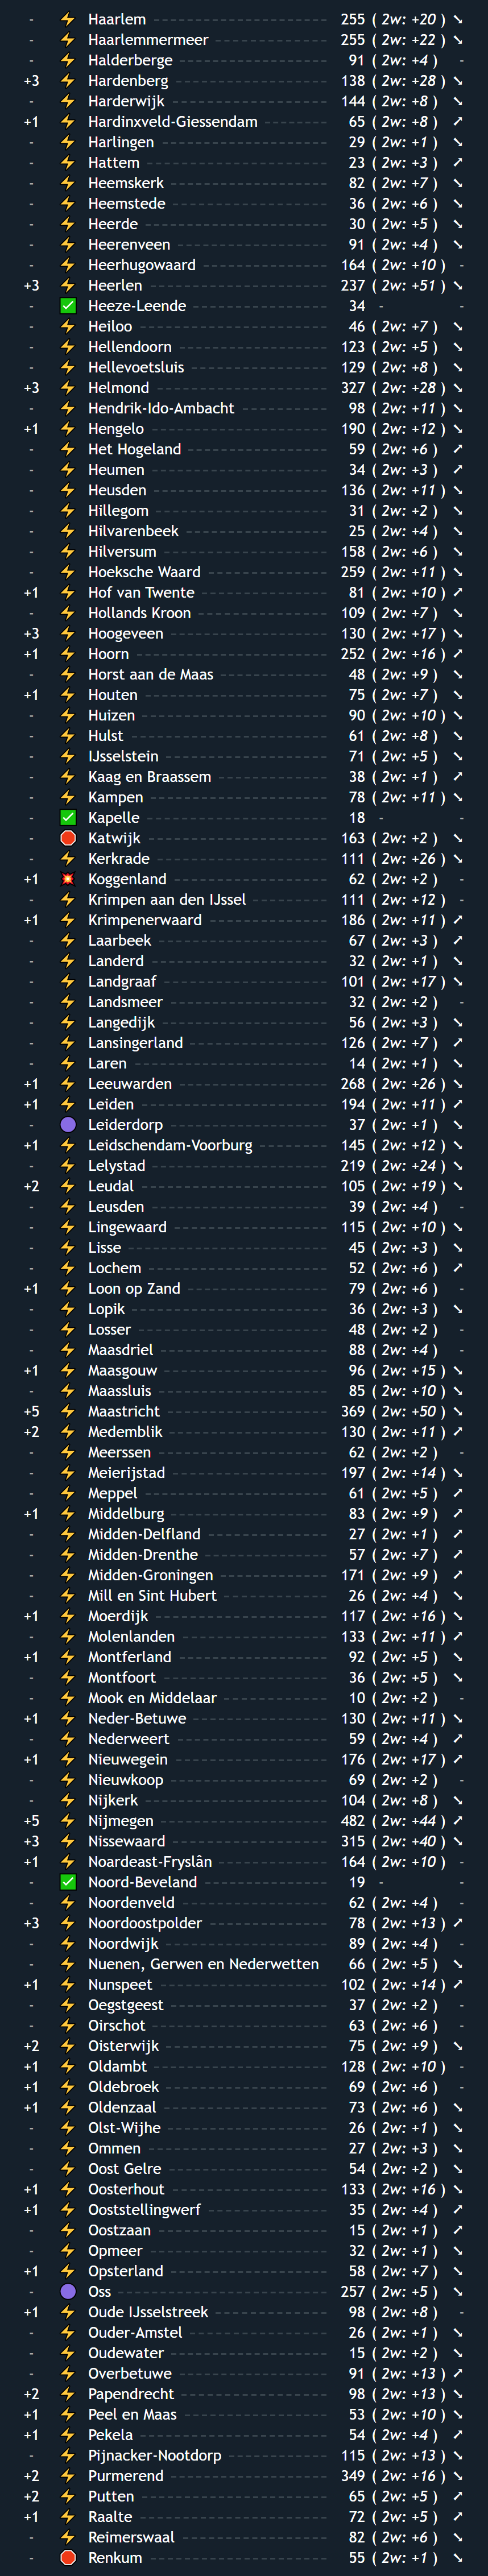 - ⚡ Haarlem 255 ( 2w: +20 ) ➘
- ⚡ Haarlemmermeer 255 ( 2w: +22 ) ➘
- ⚡ Halderberge 91 ( 2w: +4 ) -
+3 ⚡ Hardenberg 138 ( 2w: +28 ) ➘
- ⚡ Harderwijk 144 ( 2w: +8 ) ➘
+1 ⚡ Hardinxveld-Giessendam 65 ( 2w: +8 ) ➚
- ⚡ Harlingen 29 ( 2w: +1 ) ➘
- ⚡ Hattem 23 ( 2w: +3 ) ➚
- ⚡ Heemskerk 82 ( 2w: +7 ) ➘
- ⚡ Heemstede 36 ( 2w: +6 ) ➘
- ⚡ Heerde 30 ( 2w: +5 ) ➘
- ⚡ Heerenveen 91 ( 2w: +4 ) ➘
- ⚡ Heerhugowaard 164 ( 2w: +10 ) -
+3 ⚡ Heerlen 237 ( 2w: +51 ) ➘
- ✅ Heeze-Leende 34 - -
- ⚡ Heiloo 46 ( 2w: +7 ) ➘
- ⚡ Hellendoorn 123 ( 2w: +5 ) ➘
- ⚡ Hellevoetsluis 129 ( 2w: +8 ) ➘
+3 ⚡ Helmond 327 ( 2w: +28 ) ➘
- ⚡ Hendrik-Ido-Ambacht 98 ( 2w: +11 ) ➘
+1 ⚡ Hengelo 190 ( 2w: +12 ) ➘
- ⚡ Het Hogeland 59 ( 2w: +6 ) ➚
- ⚡ Heumen 34 ( 2w: +3 ) ➚
- ⚡ Heusden 136 ( 2w: +11 ) ➘
- ⚡ Hillegom 31 ( 2w: +2 ) ➘
- ⚡ Hilvarenbeek 25 ( 2w: +4 ) ➘
- ⚡ Hilversum 158 ( 2w: +6 ) ➘
- ⚡ Hoeksche Waard 259 ( 2w: +11 ) ➘
+1 ⚡ Hof van Twente 81 ( 2w: +10 ) ➚
- ⚡ Hollands Kroon 109 ( 2w: +7 ) ➘
+3 ⚡ Hoogeveen 130 ( 2w: +17 ) ➘
+1 ⚡ Hoorn 252 ( 2w: +16 ) ➚
- ⚡ Horst aan de Maas 48 ( 2w: +9 ) ➘
+1 ⚡ Houten 75 ( 2w: +7 ) ➘
- ⚡ Huizen 90 ( 2w: +10 ) ➘
- ⚡ Hulst 61 ( 2w: +8 ) ➘
- ⚡ IJsselstein 71 ( 2w: +5 ) ➘
- ⚡ Kaag en Braassem 38 ( 2w: +1 ) ➚
- ⚡ Kampen 78 ( 2w: +11 ) ➘
- ✅ Kapelle 18 - -
- 🛑 Katwijk 163 ( 2w: +2 ) ➘
- ⚡ Kerkrade 111 ( 2w: +26 ) ➘
+1 💥 Koggenland 62 ( 2w: +2 ) -
- ⚡ Krimpen aan den IJssel 111 ( 2w: +12 ) -
+1 ⚡ Krimpenerwaard 186 ( 2w: +11 ) ➚
- ⚡ Laarbeek 67 ( 2w: +3 ) ➚
- ⚡ Landerd 32 ( 2w: +1 ) ➘
- ⚡ Landgraaf 101 ( 2w: +17 ) ➘
- ⚡ Landsmeer 32 ( 2w: +2 ) -
- ⚡ Langedijk 56 ( 2w: +3 ) ➘
- ⚡ Lansingerland 126 ( 2w: +7 ) ➚
- ⚡ Laren 14 ( 2w: +1 ) ➘
+1 ⚡ Leeuwarden 268 ( 2w: +26 ) ➘
+1 ⚡ Leiden 194 ( 2w: +11 ) ➚
- 🟣 Leiderdorp 37 ( 2w: +1 ) ➘
+1 ⚡ Leidschendam-Voorburg 145 ( 2w: +12 ) ➘
- ⚡ Lelystad 219 ( 2w: +24 ) ➘
+2 ⚡ Leudal 105 ( 2w: +19 ) ➘
- ⚡ Leusden 39 ( 2w: +4 ) -
- ⚡ Lingewaard 115 ( 2w: +10 ) ➘
- ⚡ Lisse 45 ( 2w: +3 ) ➘
- ⚡ Lochem 52 ( 2w: +6 ) ➚
+1 ⚡ Loon op Zand 79 ( 2w: +6 ) -
- ⚡ Lopik 36 ( 2w: +3 ) ➘
- ⚡ Losser 48 ( 2w: +2 ) -
- ⚡ Maasdriel 88 ( 2w: +4 ) -
+1 ⚡ Maasgouw 96 ( 2w: +15 ) ➘
- ⚡ Maassluis 85 ( 2w: +10 ) ➘
+5 ⚡ Maastricht 369 ( 2w: +50 ) ➘
+2 ⚡ Medemblik 130 ( 2w: +11 ) ➚
- ⚡ Meerssen 62 ( 2w: +2 ) -
- ⚡ Meierijstad 197 ( 2w: +14 ) ➘
- ⚡ Meppel 61 ( 2w: +5 ) ➚
+1 ⚡ Middelburg 83 ( 2w: +9 ) ➚
- ⚡ Midden-Delfland 27 ( 2w: +1 ) ➚
- ⚡ Midden-Drenthe 57 ( 2w: +7 ) ➚
- ⚡ Midden-Groningen 171 ( 2w: +9 ) ➚
- ⚡ Mill en Sint Hubert 26 ( 2w: +4 ) ➘
+1 ⚡ Moerdijk 117 ( 2w: +16 ) ➘
- ⚡ Molenlanden 133 ( 2w: +11 ) ➚
+1 ⚡ Montferland 92 ( 2w: +5 ) ➘
- ⚡ Montfoort 36 ( 2w: +5 ) ➘
- ⚡ Mook en Middelaar 10 ( 2w: +2 ) -
+1 ⚡ Neder-Betuwe 130 ( 2w: +11 ) ➘
- ⚡ Nederweert 59 ( 2w: +4 ) ➚
+1 ⚡ Nieuwegein 176 ( 2w: +17 ) ➚
- ⚡ Nieuwkoop 69 ( 2w: +2 ) -
- ⚡ Nijkerk 104 ( 2w: +8 ) ➘
+5 ⚡ Nijmegen 482 ( 2w: +44 ) ➚
+3 ⚡ Nissewaard 315 ( 2w: +40 ) ➘
+1 ⚡ Noardeast-Fryslân 164 ( 2w: +10 ) -
- ✅ Noord-Beveland 19 - -
- ⚡ Noordenveld 62 ( 2w: +4 ) -
+3 ⚡ Noordoostpolder 78 ( 2w: +13 ) ➚
- ⚡ Noordwijk 89 ( 2w: +4 ) -
- ⚡ Nuenen, Gerwen en Nederwetten 66 ( 2w: +5 ) ➘
+1 ⚡ Nunspeet 102 ( 2w: +14 ) ➚
- ⚡ Oegstgeest 37 ( 2w: +2 ) -
- ⚡ Oirschot 63 ( 2w: +6 ) -
+2 ⚡ Oisterwijk 75 ( 2w: +9 ) ➘
+1 ⚡ Oldambt 128 ( 2w: +10 ) -
+1 ⚡ Oldebroek 69 ( 2w: +6 ) -
+1 ⚡ Oldenzaal 73 ( 2w: +6 ) ➘
- ⚡ Olst-Wijhe 26 ( 2w: +1 ) ➘
- ⚡ Ommen 27 ( 2w: +3 ) ➘
- ⚡ Oost Gelre 54 ( 2w: +2 ) ➘
+1 ⚡ Oosterhout 133 ( 2w: +16 ) ➘
+1 ⚡ Ooststellingwerf 35 ( 2w: +4 ) ➚
- ⚡ Oostzaan 15 ( 2w: +1 ) ➚
- ⚡ Opmeer 32 ( 2w: +1 ) ➘
+1 ⚡ Opsterland 58 ( 2w: +7 ) ➘
- 🟣 Oss 257 ( 2w: +5 ) ➘
+1 ⚡ Oude IJsselstreek 98 ( 2w: +8 ) -
- ⚡ Ouder-Amstel 26 ( 2w: +1 ) ➘
- ⚡ Oudewater 15 ( 2w: +2 ) ➘
- ⚡ Overbetuwe 91 ( 2w: +13 ) ➚
+2 ⚡ Papendrecht 98 ( 2w: +13 ) ➘
+1 ⚡ Peel en Maas 53 ( 2w: +10 ) ➘
+1 ⚡ Pekela 54 ( 2w: +4 ) ➚
- ⚡ Pijnacker-Nootdorp 115 ( 2w: +13 ) ➘
+2 ⚡ Purmerend 349 ( 2w: +16 ) ➘
+2 ⚡ Putten 65 ( 2w: +5 ) ➚
+1 ⚡ Raalte 72 ( 2w: +5 ) ➚
- ⚡ Reimerswaal 82 ( 2w: +6 ) ➘
- 🛑 Renkum 55 ( 2w: +1 ) ➘